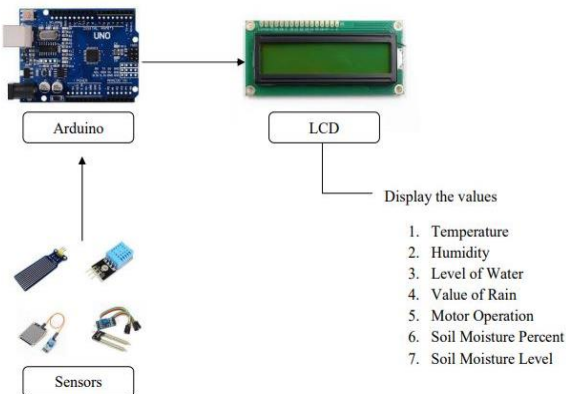 UNO
Arduino
LCD
Display the values
1. Temperature
2. Humidity
3. Level of Water
4. Value of Rain
5. Motor Operation
6. Soil Moisture Percent
7. Soil Moisture Level
Sensors